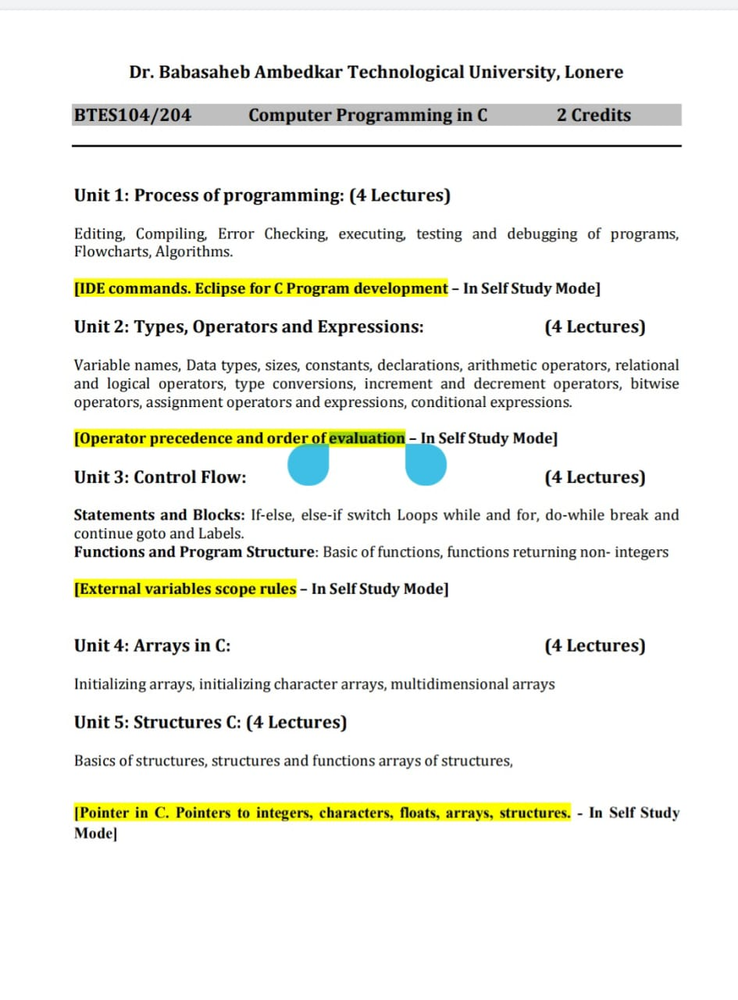 Dr. Babasaheb Ambedkar Technological University, Lonere
BTES104/204 Computer Programming in C 2 Credits
Unit 1: Process of programming: (4 Lectures)
Editing, Compiling, Error Checking, executing, testing and debugging of programs,
Flowcharts, Algorithms.
[IDE commands. Eclipse for C Program development – In Self Study Mode]
Unit 2: Types, Operators and Expressions: (4 Lectures)
Variable names, Data types, sizes, constants, declarations, arithmetic operators, relational
and logical operators, type conversions, increment and decrement operators, bitwise
operators, assignment operators and expressions, conditional expressions.
[Operator precedence and order of evaluation – In Self Study Mode]
Unit 3: Control Flow: (4 Lectures)
Statements and Blocks: If-else, else-if switch Loops while and for, do-while break and
continue goto and Labels.
Functions and Program Structure: Basic of functions, functions returning non- integers
[External variables scope rules – In Self Study Mode]
Unit 4: Arrays in C: (4 Lectures)
Initializing arrays, initializing character arrays, multidimensional arrays
Unit 5: Structures C: (4 Lectures)
Basics of structures, structures and functions arrays of structures,
[Pointer in C. Pointers to integers, characters, floats, arrays, structures. - In Self Study
Mode]